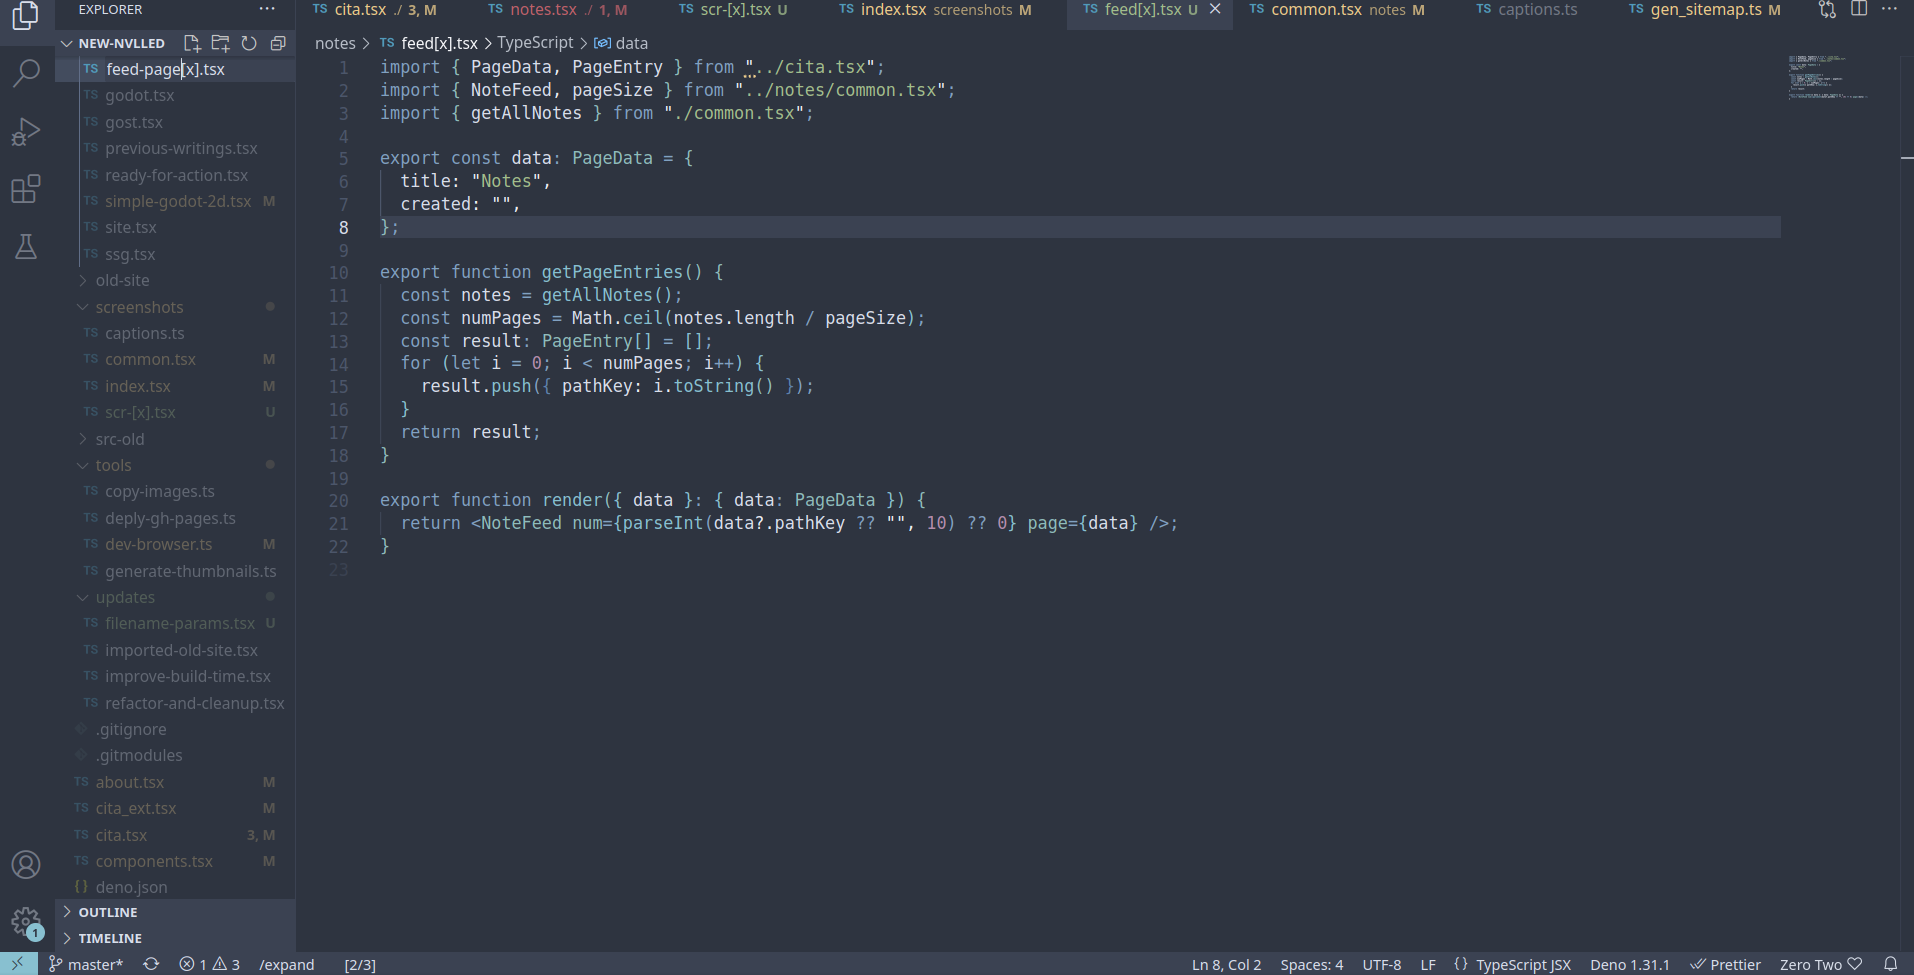 EXPLORER ···
NEW-NVLLED
TS feed-page[x].tsx
TS godot.tsx
TS gost.tsx
TS previous-writings.tsx
TS ready-for-action.tsx
TS simple-godot-2d.tsx M
TS site.tsx
TS ssg.tsx
old-site
screenshots
TS captions.ts
TS common.tsx M
TS index.tsx M
TS scr-[x].tsx U
src-old
tools
TS copy-images.ts
TS deply-gh-pages.ts
TS dev-browser.ts M
TS generate-thumbnails.ts
updates
TS filename-params.tsx U
TS imported-old-site.tsx
TS improve-build-time.tsx
TS refactor-and-cleanup.tsx
.gitignore
.gitmodules
TS about.tsx M
TS cita_ext.tsx M
TS cita.tsx 3, M
TS components.tsx M
{} deno.json
OUTLINE
TIMELINE
1
TS cita.tsx ./ 3, M TS notes.tsx ./ 1, M TS scr-[x].tsx U TS index.tsx screenshots M TS feed[x].tsx U TS common.tsx notes M TS captions.ts TS gen_sitemap.ts M ···
notes > TS feed[x].tsx > TypeScript > data
1 import { PageData, PageEntry } from "../cita.tsx";
2 import { NoteFeed, pageSize } from "../notes/common.tsx";
3 import { getAllNotes } from "./common.tsx";
4
5 export const data: PageData = {
6 title: "Notes",
7 created: "",
8 };
9
10 export function getPageEntries() {
11 const notes = getAllNotes();
12 const numPages = Math.ceil(notes.length / pageSize);
13 const result: PageEntry[] = [];
14 for (let i = 0; i < numPages; i++) {
15 result.push({ pathKey: i.toString() });
16 }
17 return result;
18 }
19
20 export function render({ data }: { data: PageData }) {
21 return <NoteFeed num={parseInt(data?.pathKey ?? "", 10) ?? 0} page={data} />;
22 }
23
master* 1 3 /expand [2/3] Ln 8, Col 2 Spaces: 4 UTF-8 LF {} TypeScript JSX Deno 1.31.1 Prettier Zero Two